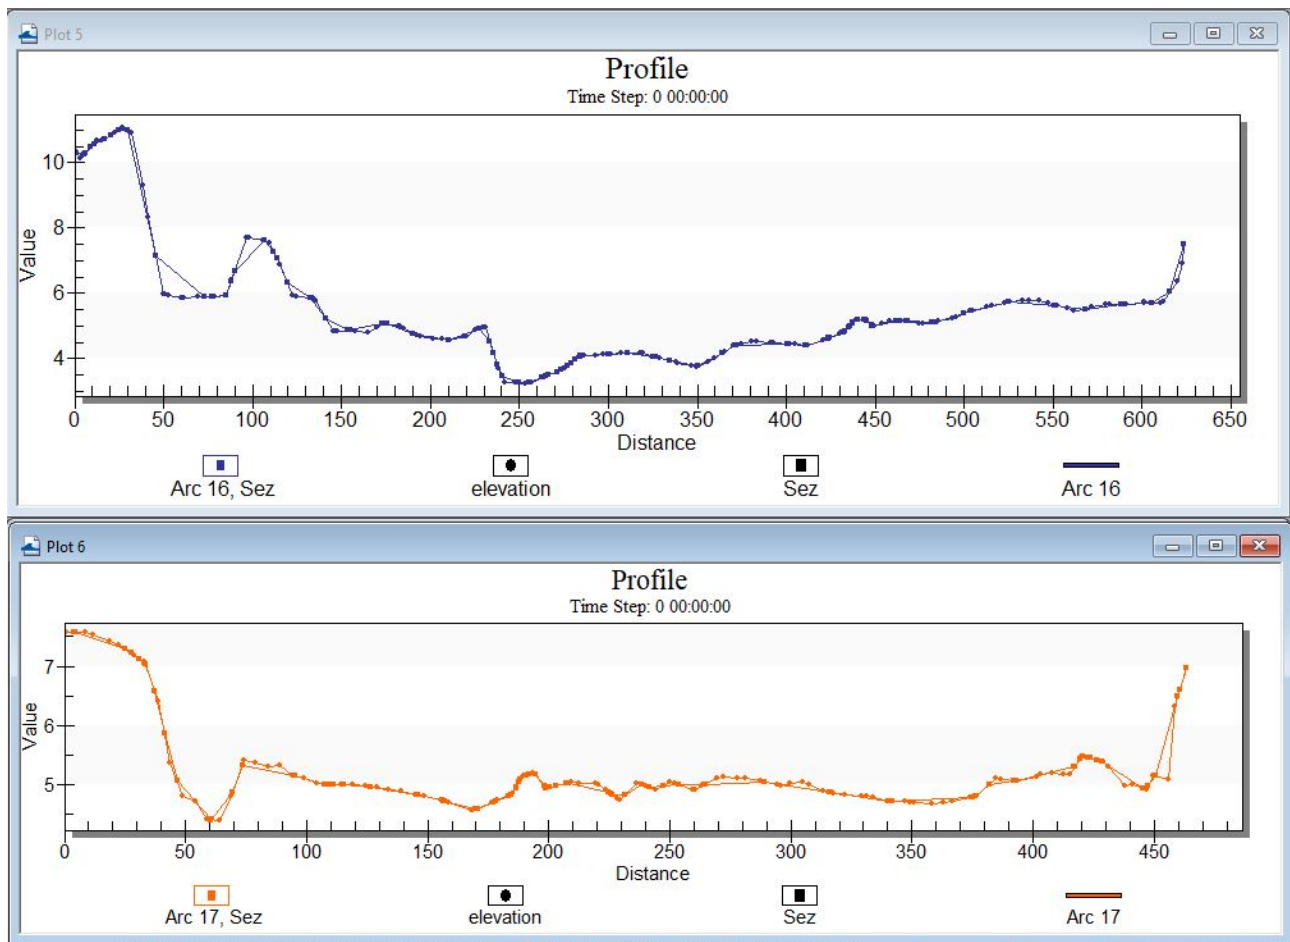 Plot 5
Profile
Time Step: 0 00:00:00
Value
10
8
6
4
0 50 100 150 200 250 300 350 400 450 500 550 600 650
Distance
Arc 16, Sez elevation Sez Arc 16
Plot 6
Profile
Time Step: 0 00:00:00
Value
7
6
5
0 50 100 150 200 250 300 350 400 450
Distance
Arc 17, Sez elevation Sez Arc 17